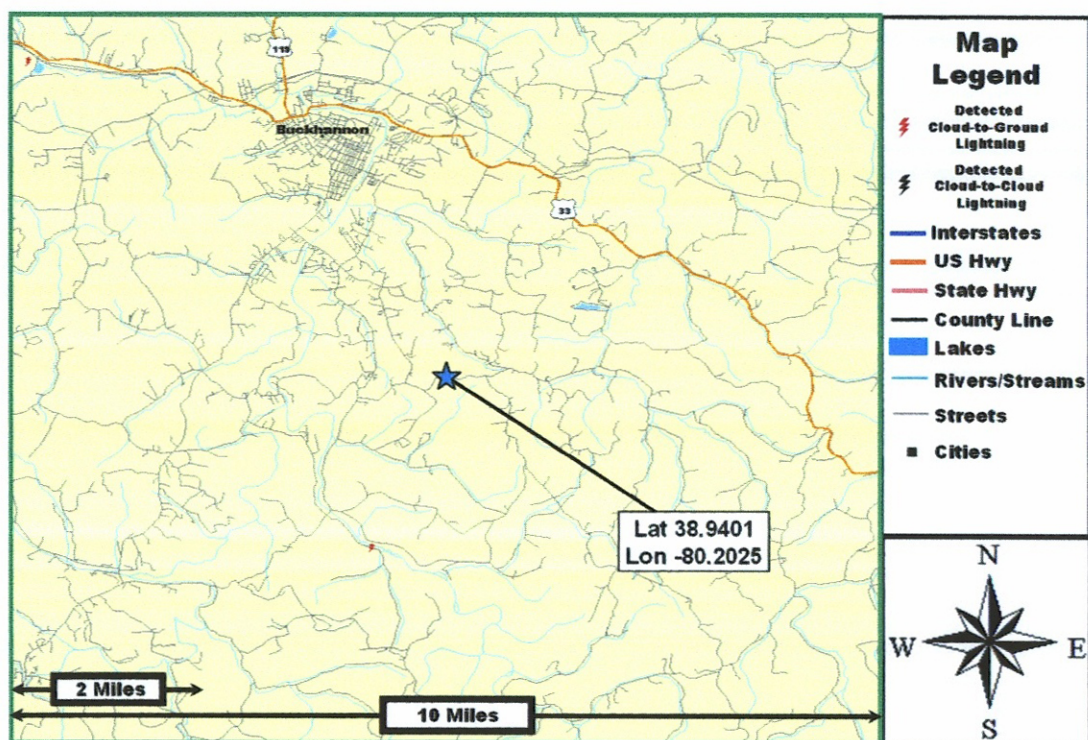 119
Buckhannon
33
Lat 38.9401
Lon -80.2025
2 Miles
10 Miles
Map
Legend
Detected
Cloud-to-Ground
Lightning
Detected
Cloud-to-Cloud
Lightning
Interstates
US Hwy
State Hwy
County Line
Lakes
Rivers/Streams
Streets
Cities
N
W
E
S